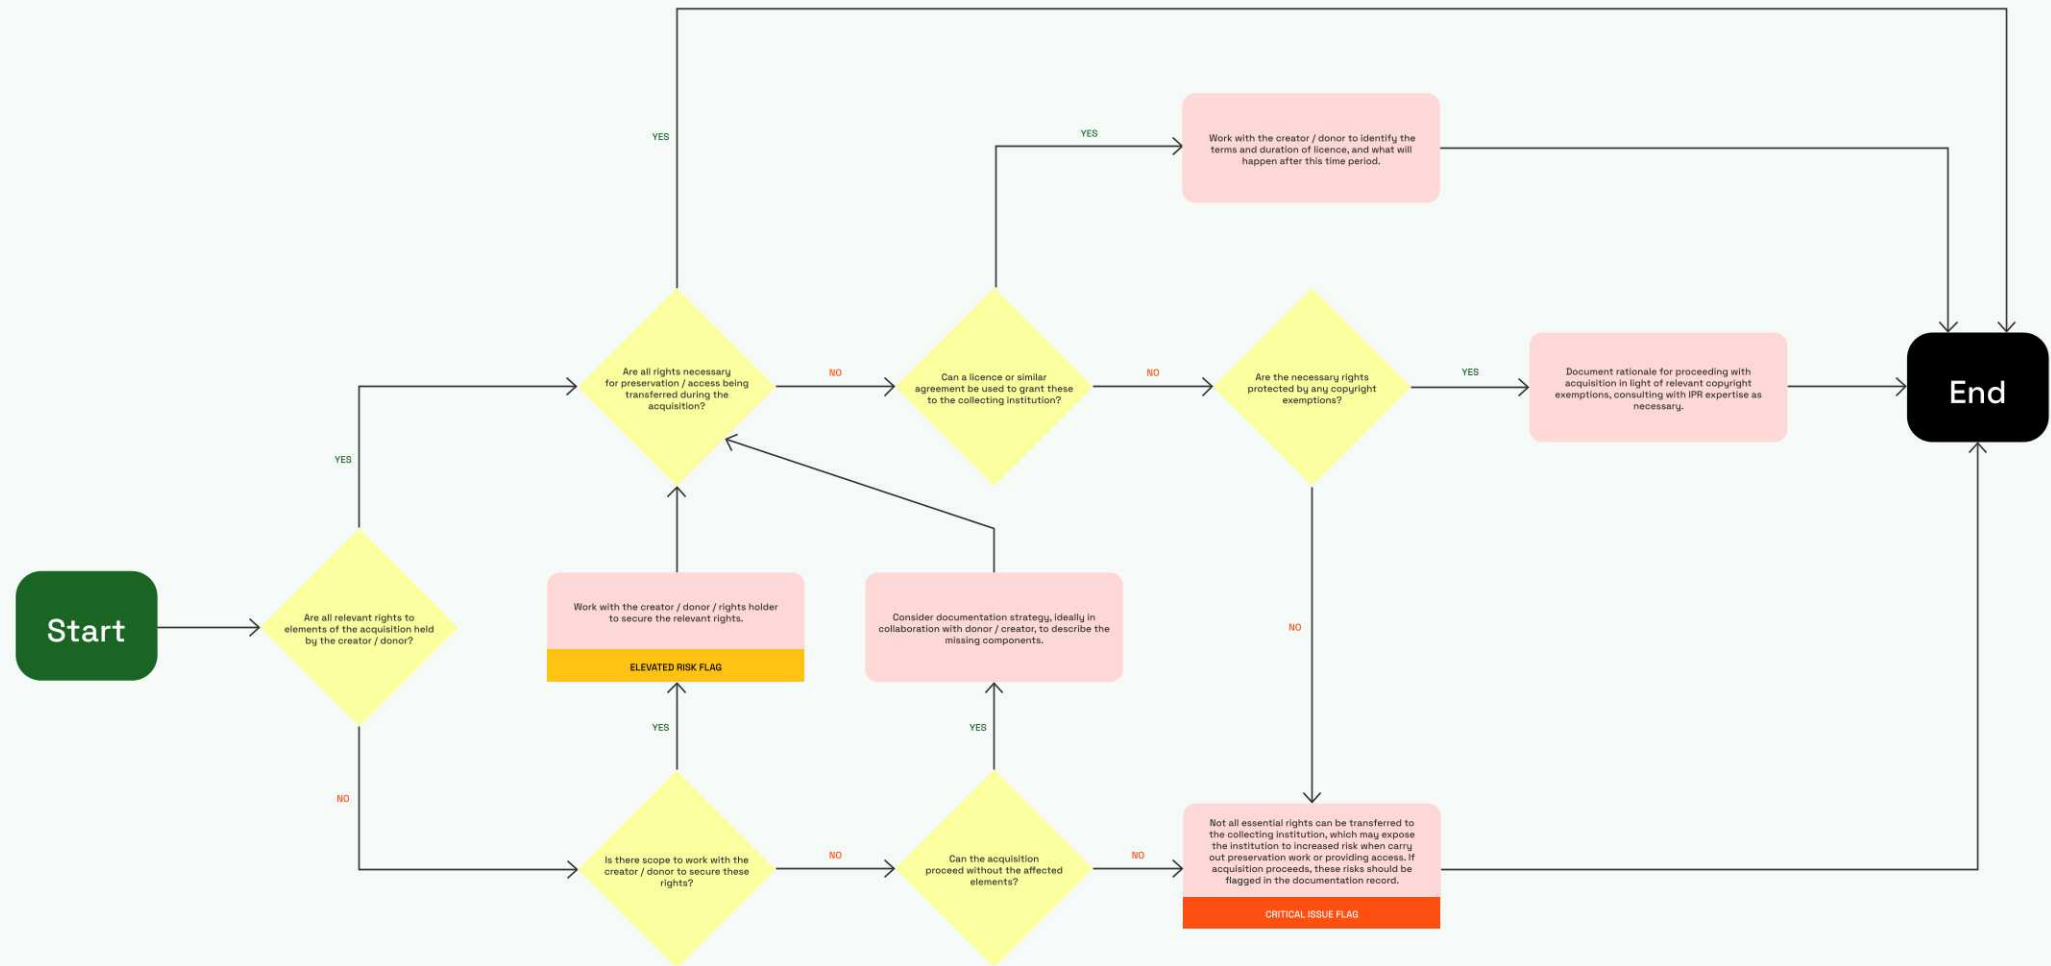 YES
Work with the creator / donor to identify the
terms and duration of licence, and what will
happen after this time period.
YES
Are all rights necessary
for preservation / access being
transferred during the
acquisition?
NO
Can a licence or similar
agreement be used to grant these
to the collecting institution?
NO
Are the necessary rights
protected by any copyright
exemptions?
YES
Document rationale for proceeding with
acquisition in light of relevant copyright
exemptions, consulting with IPR expertise as
necessary.
End
YES
Start
Are all relevant rights to
elements of the acquisition held
by the creator / donor?
Work with the creator / donor / rights holder
to secure the relevant rights.
ELEVATED RISK FLAG
Consider documentation strategy, ideally in
collaboration with donor / creator, to describe the
missing components.
NO
YES
YES
NO
Is there scope to work with the
creator / donor to secure these
rights?
NO
Can the acquisition
proceed without the affected
elements?
NO
Not all essential rights can be transferred to
the collecting institution, which may expose
the institution to increased risk when carry
out preservation work or providing access. If
acquisition proceeds, these risks should be
flagged in the documentation record.
CRITICAL ISSUE FLAG